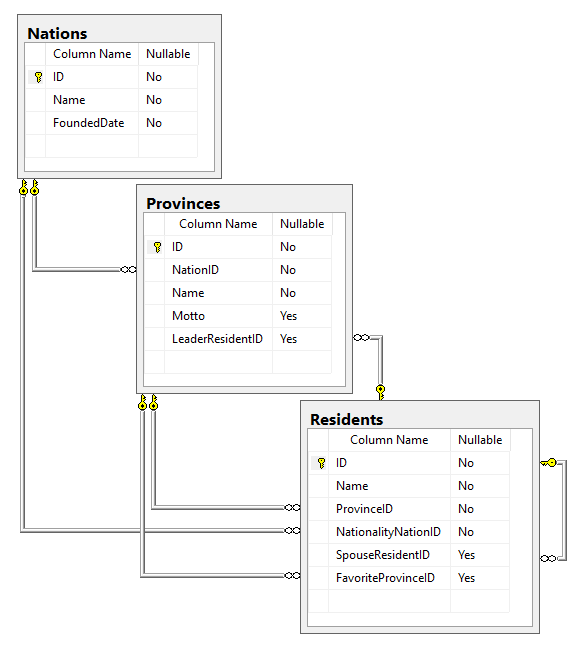 Nations
Column Name Nullable
ID No
Name No
FoundedDate No
Provinces
Column Name Nullable
ID No
NationID No
Name No
Motto Yes
LeaderResidentID Yes
Residents
Column Name Nullable
ID No
Name No
ProvinceID No
NationalityNationID No
SpouseResidentID Yes
FavoriteProvinceID Yes